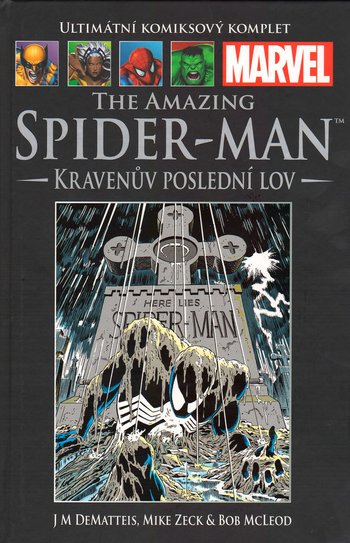 ULTIMÁTNÍ KOMIKSOVÝ KOMPLET
MARVEL
THE AMAZING
SPIDER-MAN™
KRAVENŮV POSLEDNÍ LOV
HERE LIES
SPIDER-MAN
J M DEMATTEIS, MIKE ZECK & BOB MCLEOD